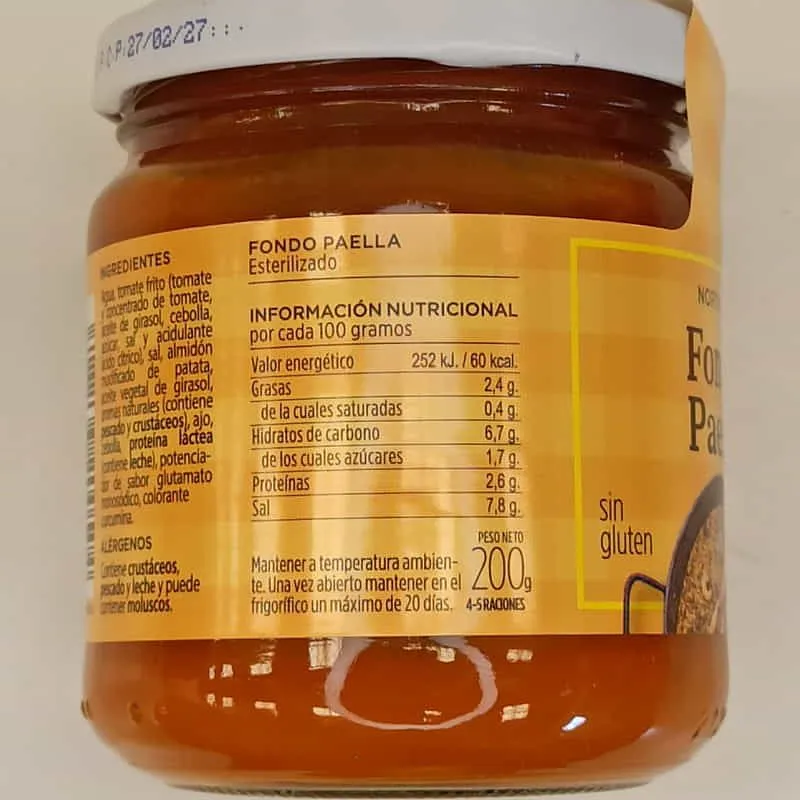 P:27/02/27:
INGREDIENTES
Agua, tomate frito (tomate
y concentrado de tomate,
aceite de girasol, cebolla,
azúcar, sal y acidulante
ácido cítrico), sal, almidón
modificado de patata,
aceite vegetal de girasol,
aromas naturales (contiene
pescado y crustáceos), ajo,
cebolla, proteína láctea
(contiene leche), potencia-
dor de sabor glutamato
monosódico, colorante
curcumina.
ALÉRGENOS
Contiene crustáceos,
pescado y leche y puede
contener moluscos.
FONDO PAELLA
Esterilizado
INFORMACIÓN NUTRICIONAL
por cada 100 gramos
Valor energético 252 kJ. / 60 kcal.
Grasas 2,4 g.
de la cuales saturadas 0,4 g.
Hidratos de carbono 6,7 g.
de los cuales azúcares 1,7 g.
Proteínas 2,6 g.
Sal 7,8 g.
Mantener a temperatura ambien-
te. Una vez abierto mantener en el
frigorífico un máximo de 20 días.
PESO NETO
200g
4-5 RACIONES
sin
gluten